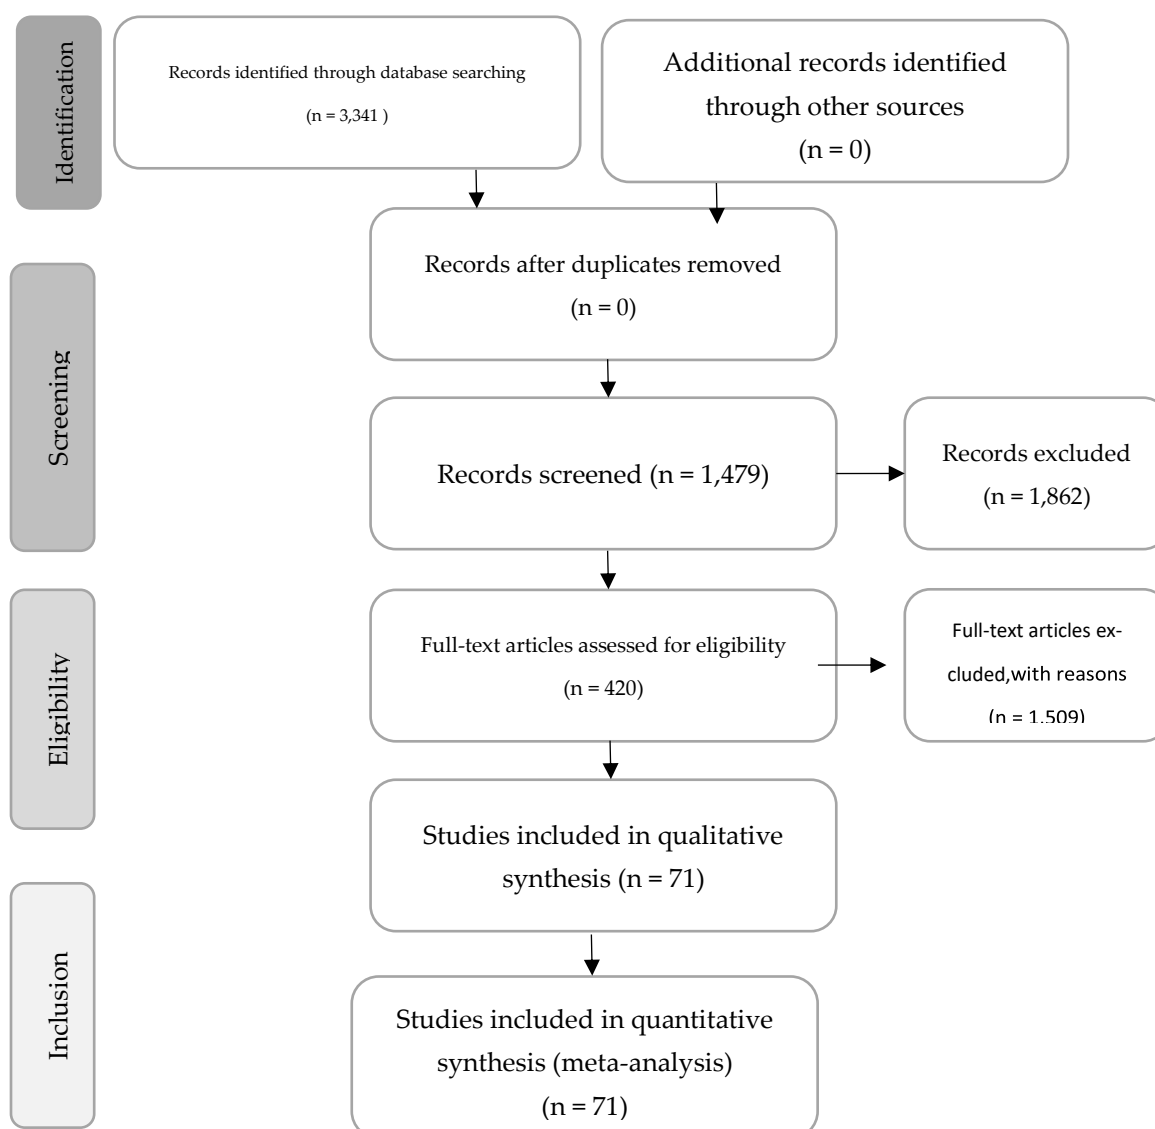 Identification
Records identified through database searching
(n = 3,341 )
Additional records identified
through other sources
(n = 0)
Screening
Records after duplicates removed
(n = 0)
Records screened (n = 1,479)
Records excluded
(n = 1,862)
Eligibility
Full-text articles assessed for eligibility
(n = 420)
Full-text articles ex-
cluded,with reasons
(n = 1.509)
Studies included in qualitative
synthesis (n = 71)
Inclusion
Studies included in quantitative
synthesis (meta-analysis)
(n = 71)